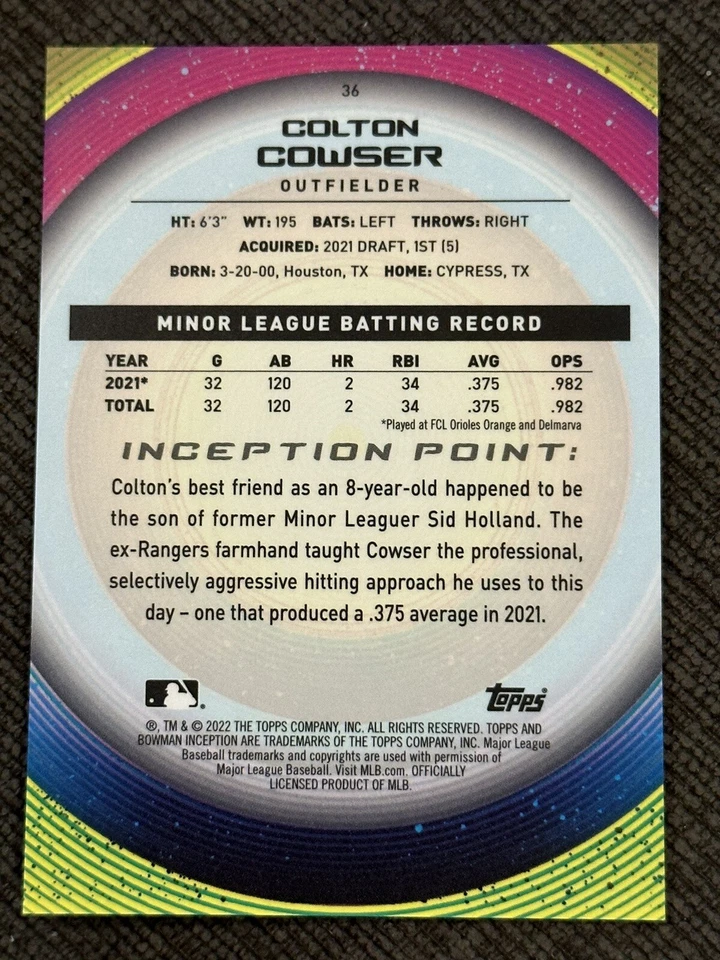 36
COLTON
COWSER
OUTFIELDER
HT: 6'3" WT: 195 BATS: LEFT THROWS: RIGHT
ACQUIRED: 2021 DRAFT, 1ST (5)
BORN: 3-20-00, Houston, TX HOME: CYPRESS, TX
MINOR LEAGUE BATTING RECORD
YEAR G AB HR RBI AVG OPS
2021* 32 120 2 34 .375 .982
TOTAL 32 120 2 34 .375 .982
*Played at FCL Orioles Orange and Delmarva
INCEPTION POINT:
Colton's best friend as an 8-year-old happened to be
the son of former Minor Leaguer Sid Holland. The
ex-Rangers farmhand taught Cowser the professional,
selectively aggressive hitting approach he uses to this
day – one that produced a .375 average in 2021.
® topps®
®, TM & © 2022 THE TOPPS COMPANY, INC. ALL RIGHTS RESERVED. TOPPS AND
BOWMAN INCEPTION ARE TRADEMARKS OF THE TOPPS COMPANY, INC. Major League
Baseball trademarks and copyrights are used with permission of
Major League Baseball. Visit MLB.com. OFFICIALLY
LICENSED PRODUCT OF MLB.